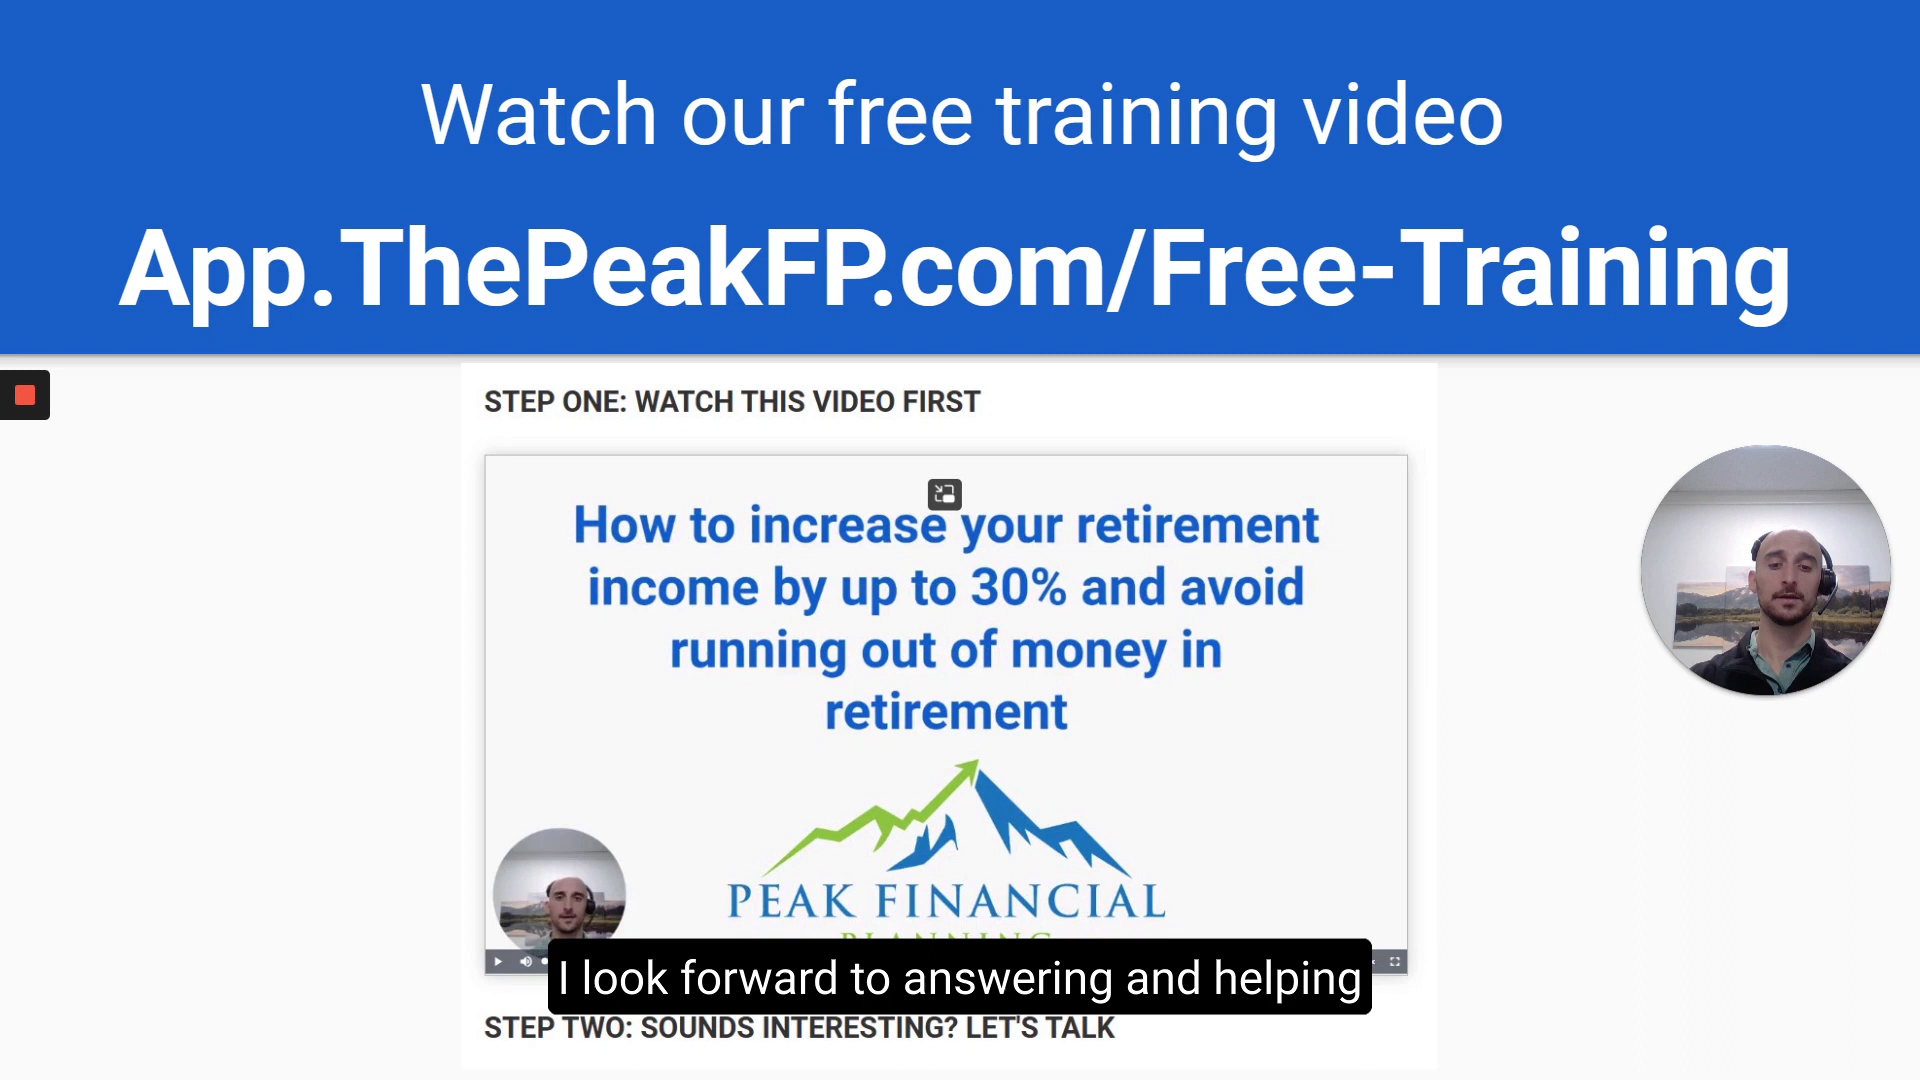 Watch our free training video
App.ThePeakFP.com/Free-Training
STEP ONE: WATCH THIS VIDEO FIRST
How to increase your retirement
income by up to 30% and avoid
running out of money in
retirement
PEAK FINANCIAL
PLANNING
I look forward to answering and helping
STEP TWO: SOUNDS INTERESTING? LET'S TALK